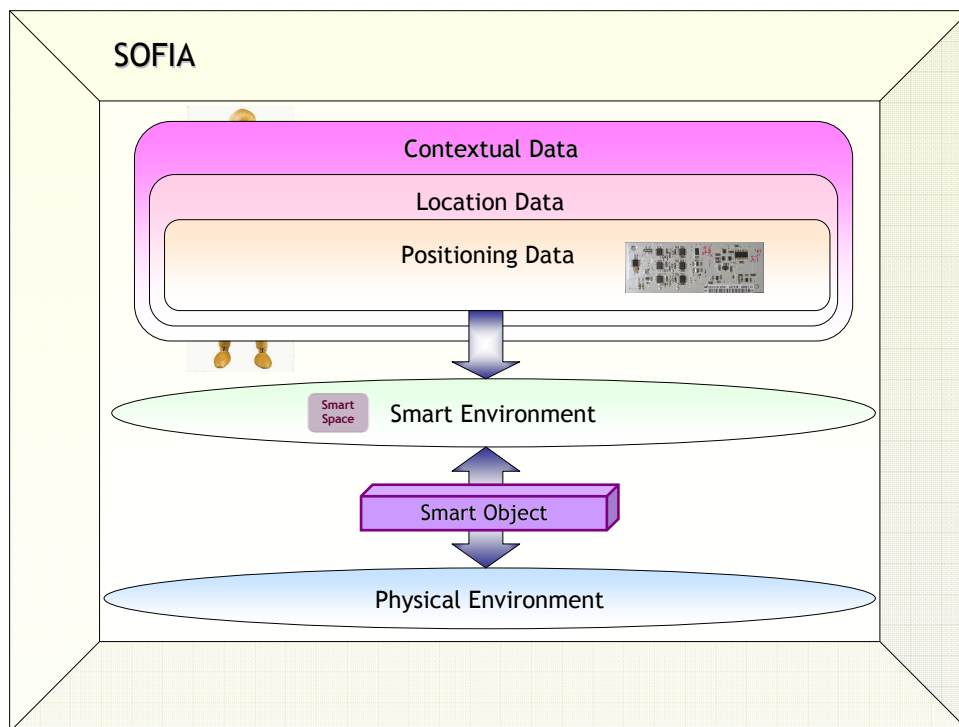 SOFIA
Contextual Data
Location Data
Positioning Data
Smart
Space
Smart Environment
Smart Object
Physical Environment